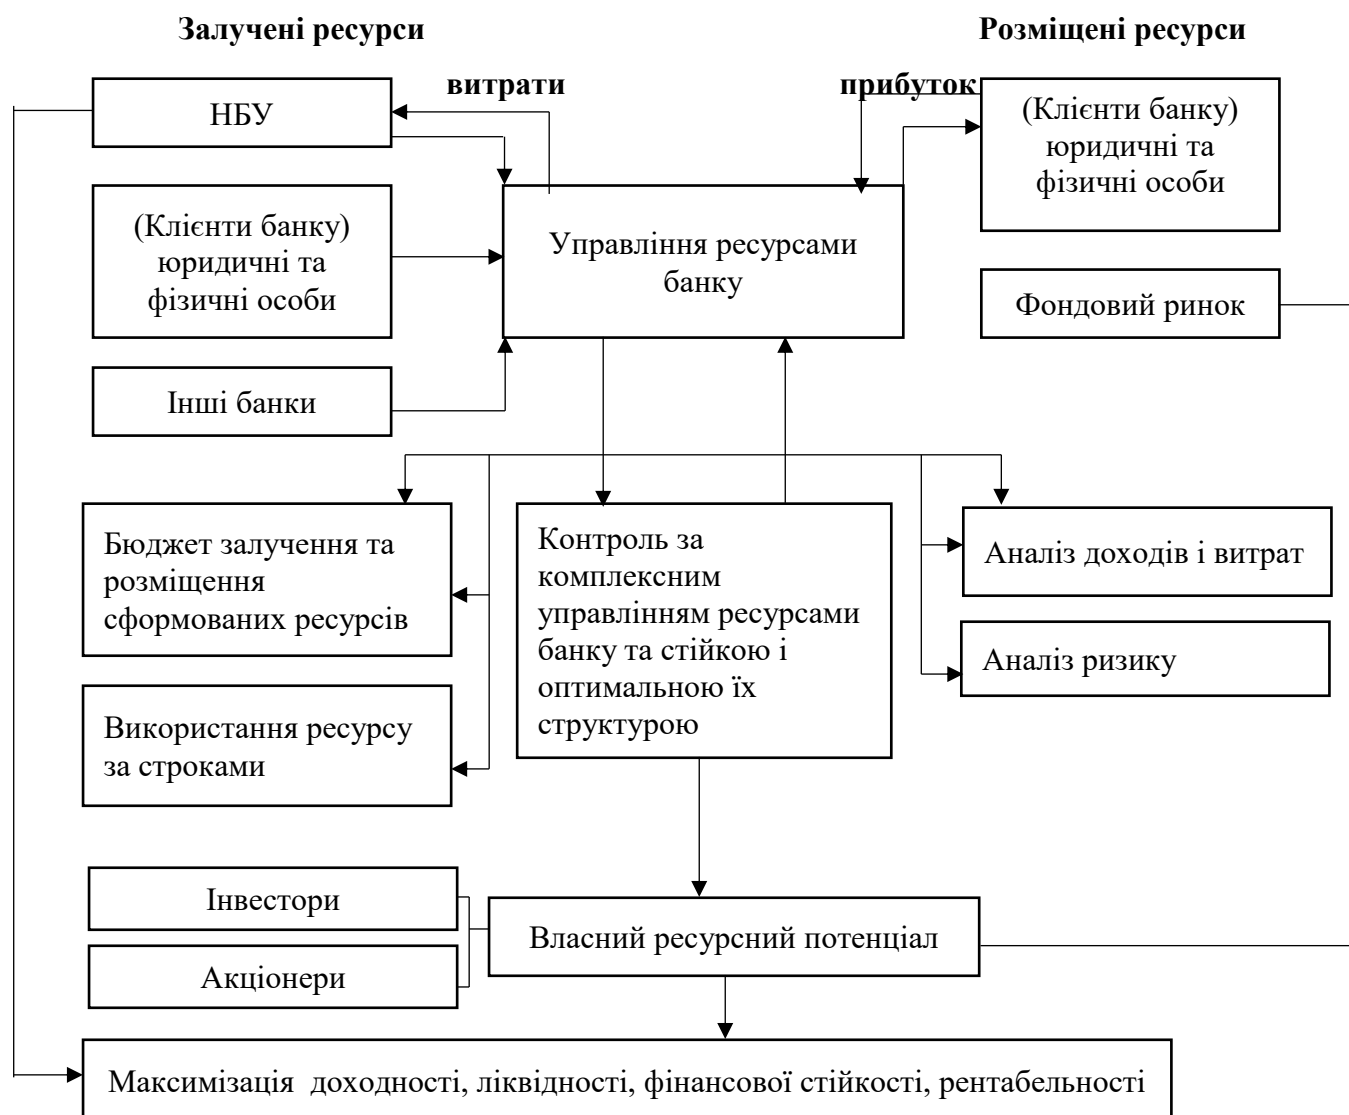 Залучені ресурси
Розміщені ресурси
витрати
прибуток
НБУ
(Клієнти банку)
юридичні та
фізичні особи
(Клієнти банку)
юридичні та
фізичні особи
Управління ресурсами
банку
Фондовий ринок
Інші банки
Бюджет залучення та
розміщення
сформованих ресурсів
Контроль за
комплексним
управлінням ресурсами
банку та стійкою і
оптимальною їх
структурою
Аналіз доходів і витрат
Аналіз ризику
Використання ресурсу
за строками
Інвестори
Власний ресурсний потенціал
Акціонери
Максимізація  доходності, ліквідності, фінансової стійкості, рентабельності